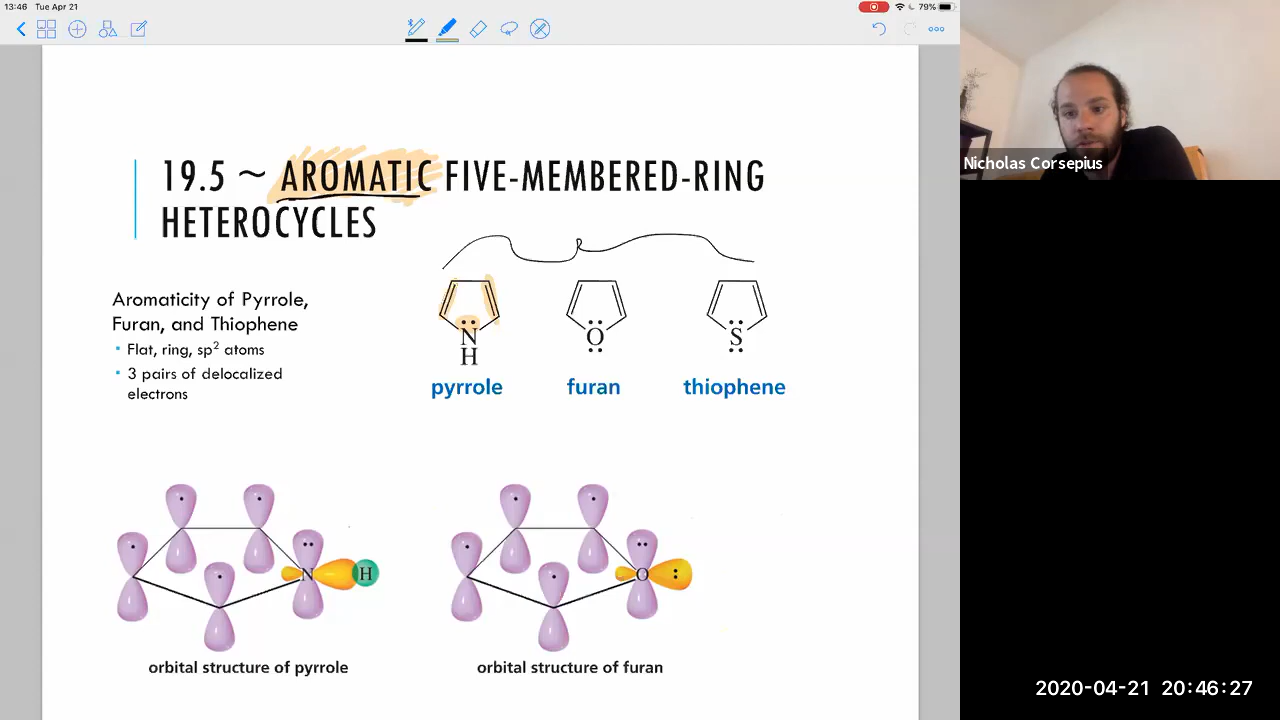 13:46 Tue Apr 21
79%
19.5 ~ AROMATIC FIVE-MEMBERED-RING
HETEROCYCLES
Nicholas Corsepius
Aromaticity of Pyrrole,
Furan, and Thiophene
• Flat, ring, sp² atoms
• 3 pairs of delocalized
electrons
N
H
O
S
pyrrole furan thiophene
N H
O
orbital structure of pyrrole
orbital structure of furan
2020-04-21 20:46:27